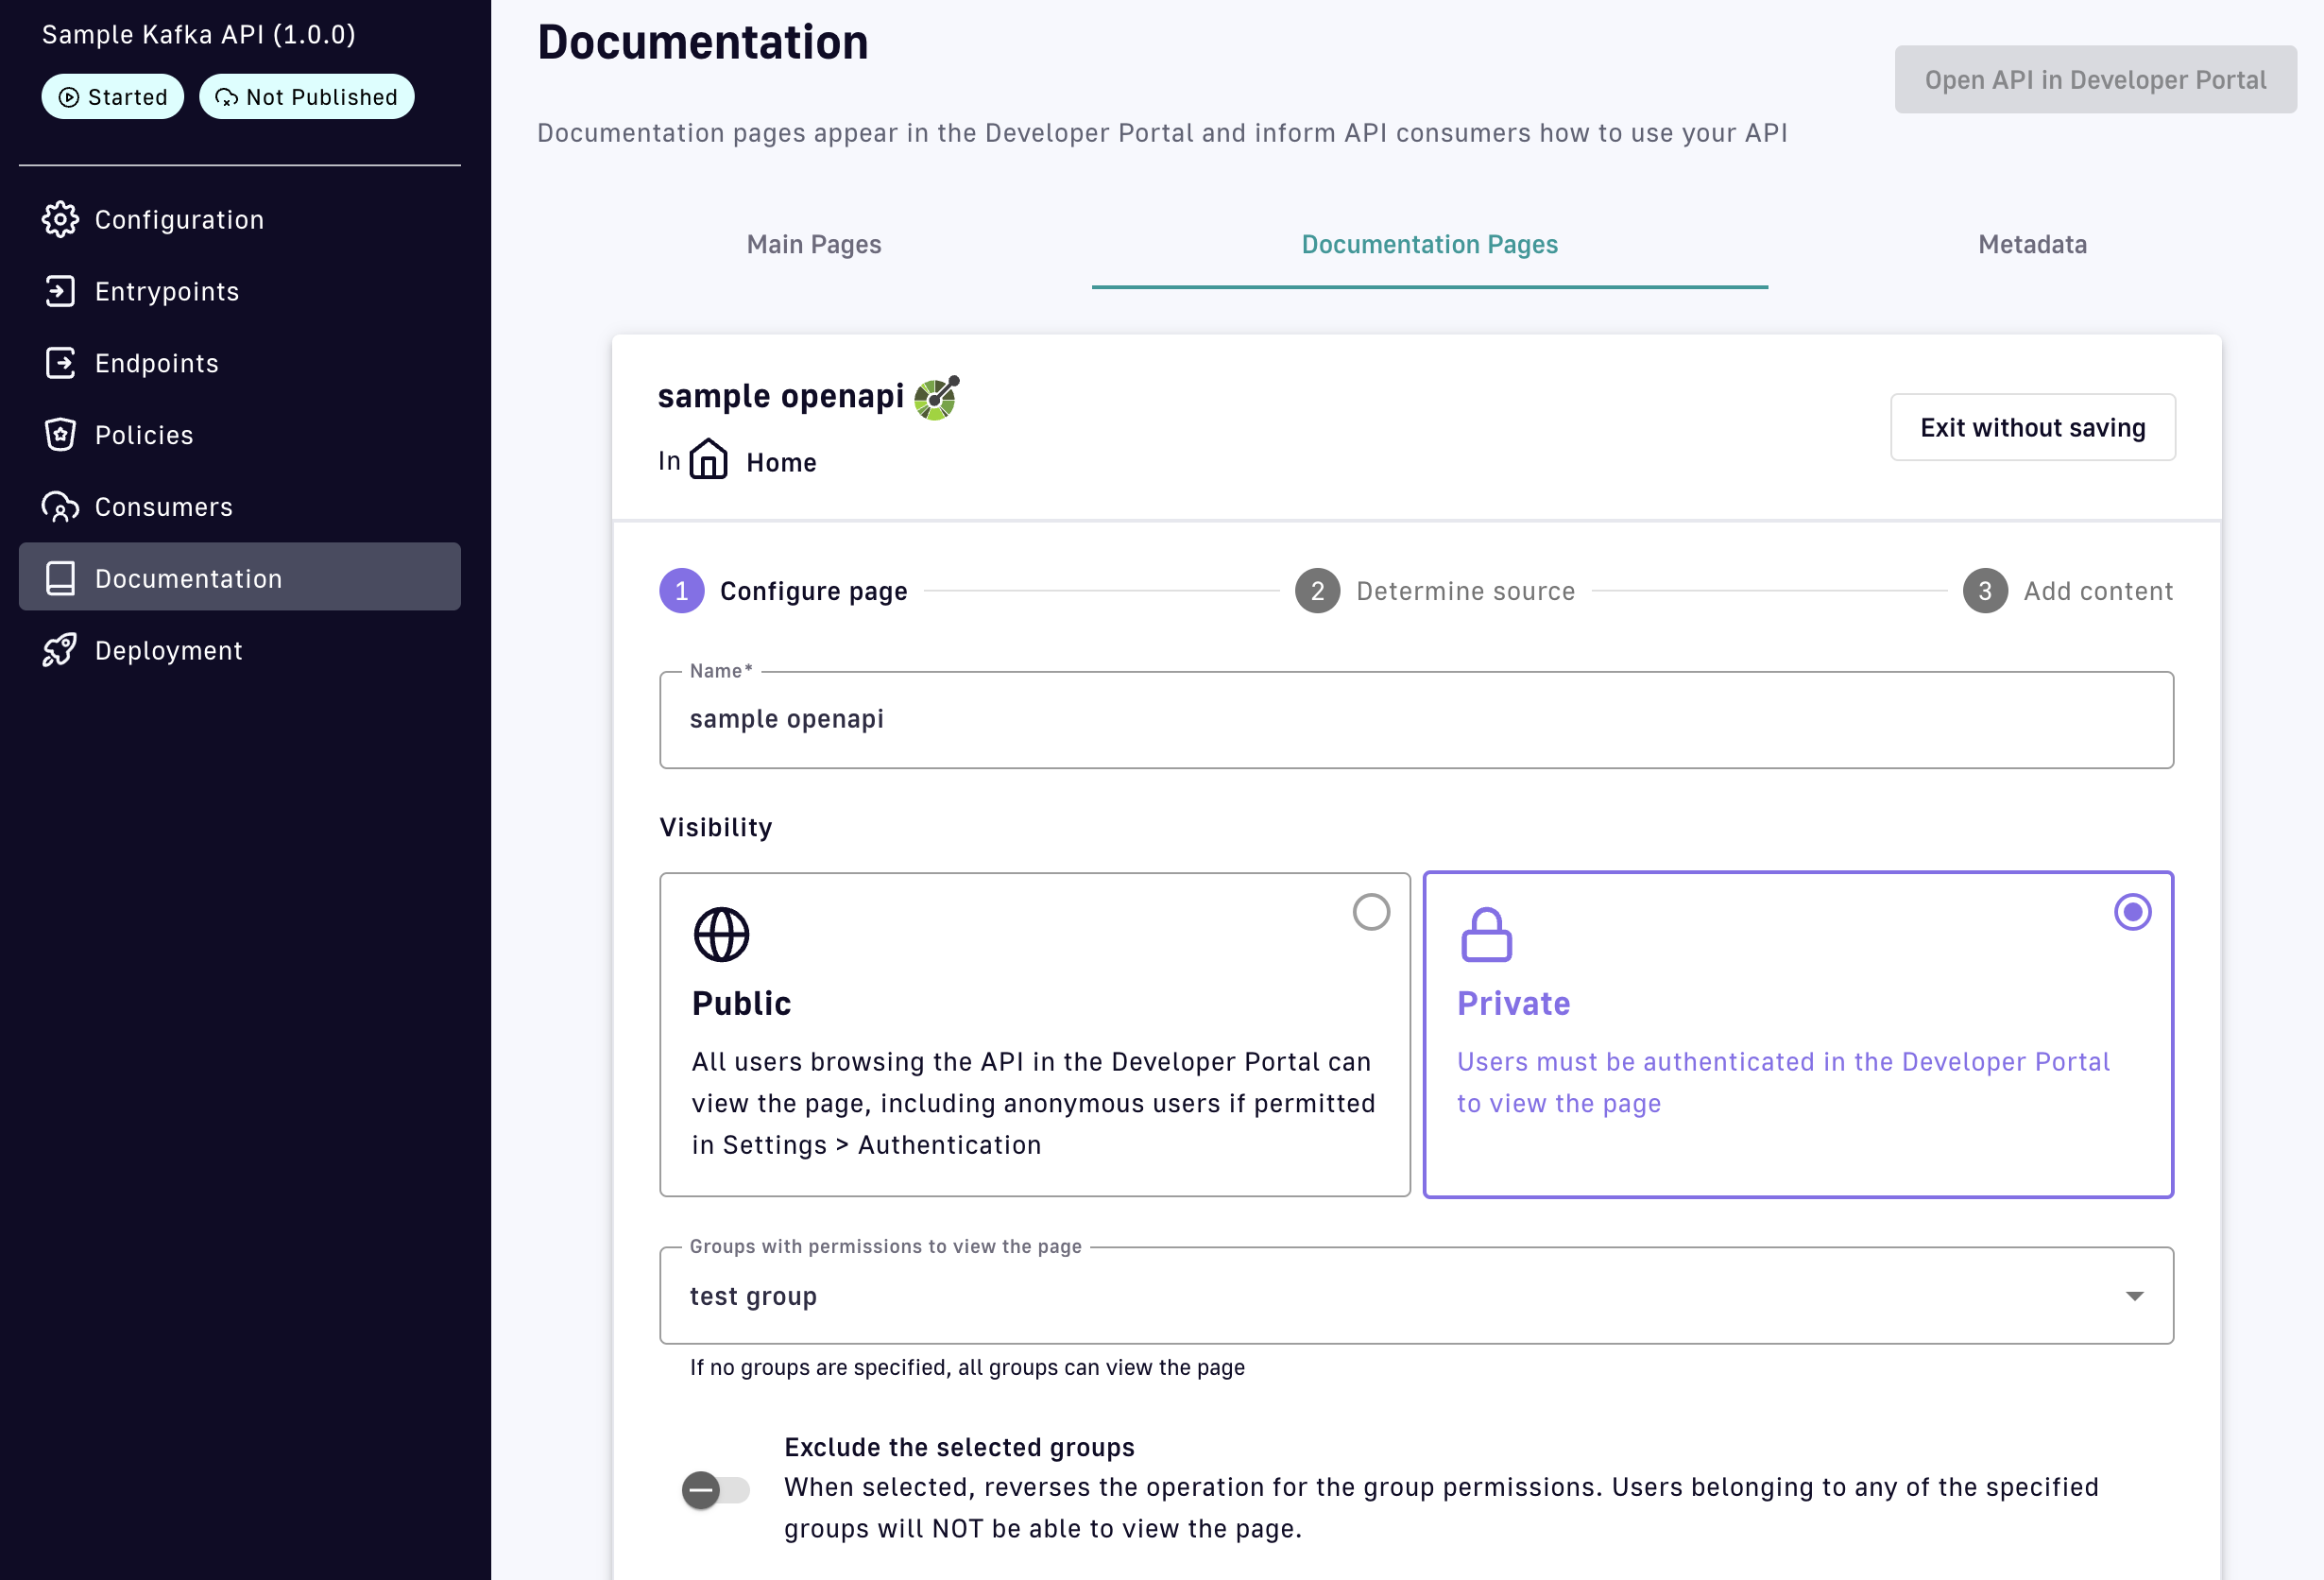 Sample Kafka API (1.0.0)
Started
Not Published
Configuration
Entrypoints
Endpoints
Policies
Consumers
Documentation
Deployment
Documentation
Open API in Developer Portal
Documentation pages appear in the Developer Portal and inform API consumers how to use your API
Main Pages
Documentation Pages
Metadata
sample openapi
In Home
Exit without saving
1 Configure page
2 Determine source
3 Add content
Name*
sample openapi
Visibility
Public
All users browsing the API in the Developer Portal can
view the page, including anonymous users if permitted
in Settings > Authentication
Private
Users must be authenticated in the Developer Portal
to view the page
Groups with permissions to view the page
test group
If no groups are specified, all groups can view the page
Exclude the selected groups
When selected, reverses the operation for the group permissions. Users belonging to any of the specified
groups will NOT be able to view the page.